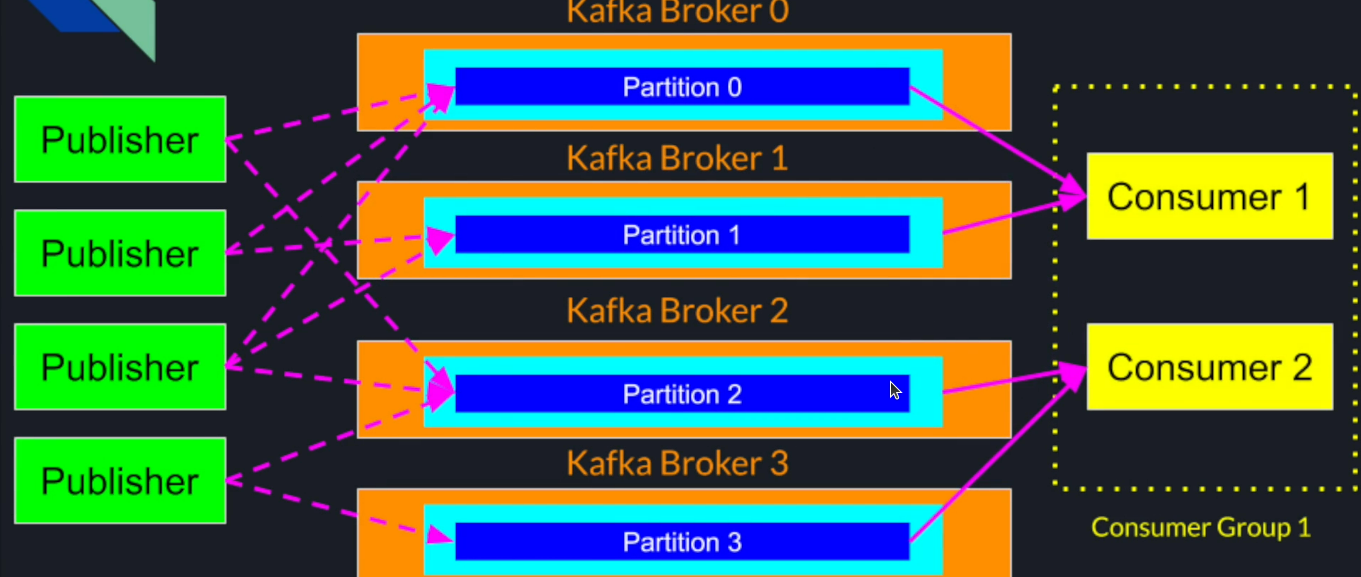 Kafka Broker 0
Partition 0
Publisher
Kafka Broker 1
Consumer 1
Partition 1
Publisher
Kafka Broker 2
Publisher
Consumer 2
Partition 2
Kafka Broker 3
Publisher
Consumer Group 1
Partition 3